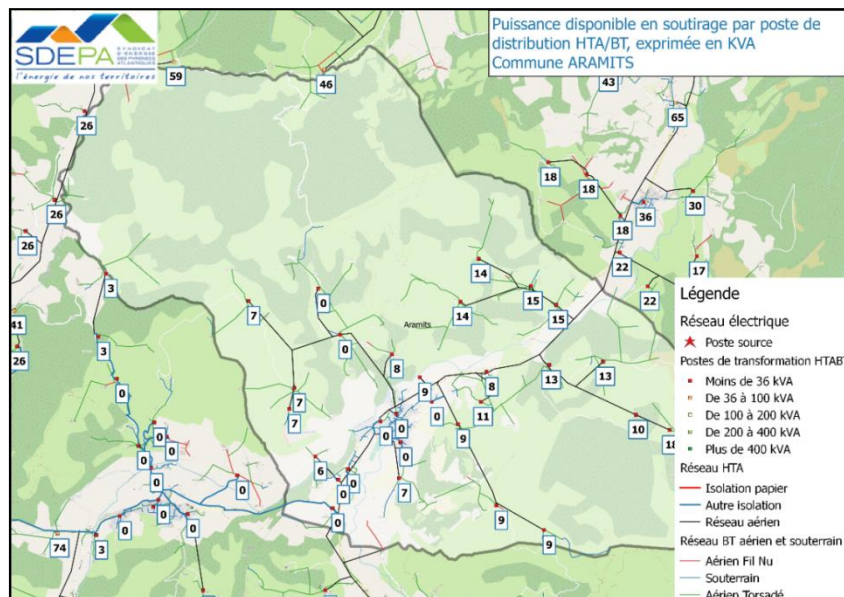 Puissance disponible en soutirage par poste de
distribution HTA/BT, exprimée en KVA
Commune ARAMITS
SDEPA
SYNDICAT
D'ÉNERGIE
DES PYRÉNÉES
ATLANTIQUES
l'énergie de nos territoires
59
46
43
65
26
18
18
30
36
26
18
26
22
17
3
14
22
7
0
15
14
15
41
Aramits
3
0
26
8
13
13
0
9
8
7
0
11
7
10
18
0
0
9
0
0
0
0
6
0
0
0
7
0
0
9
0
0
0
74
3
9
Légende
Réseau électrique
Poste source
Postes de transformation HTABT
Moins de 36 kVA
De 36 à 100 kVA
De 100 à 200 kVA
De 200 à 400 kVA
Plus de 400 kVA
Réseau HTA
Isolation papier
Autre isolation
Réseau aérien
Réseau BT aérien et souterrain
Aérien Fil Nu
Souterrain
Aérien Torsadé